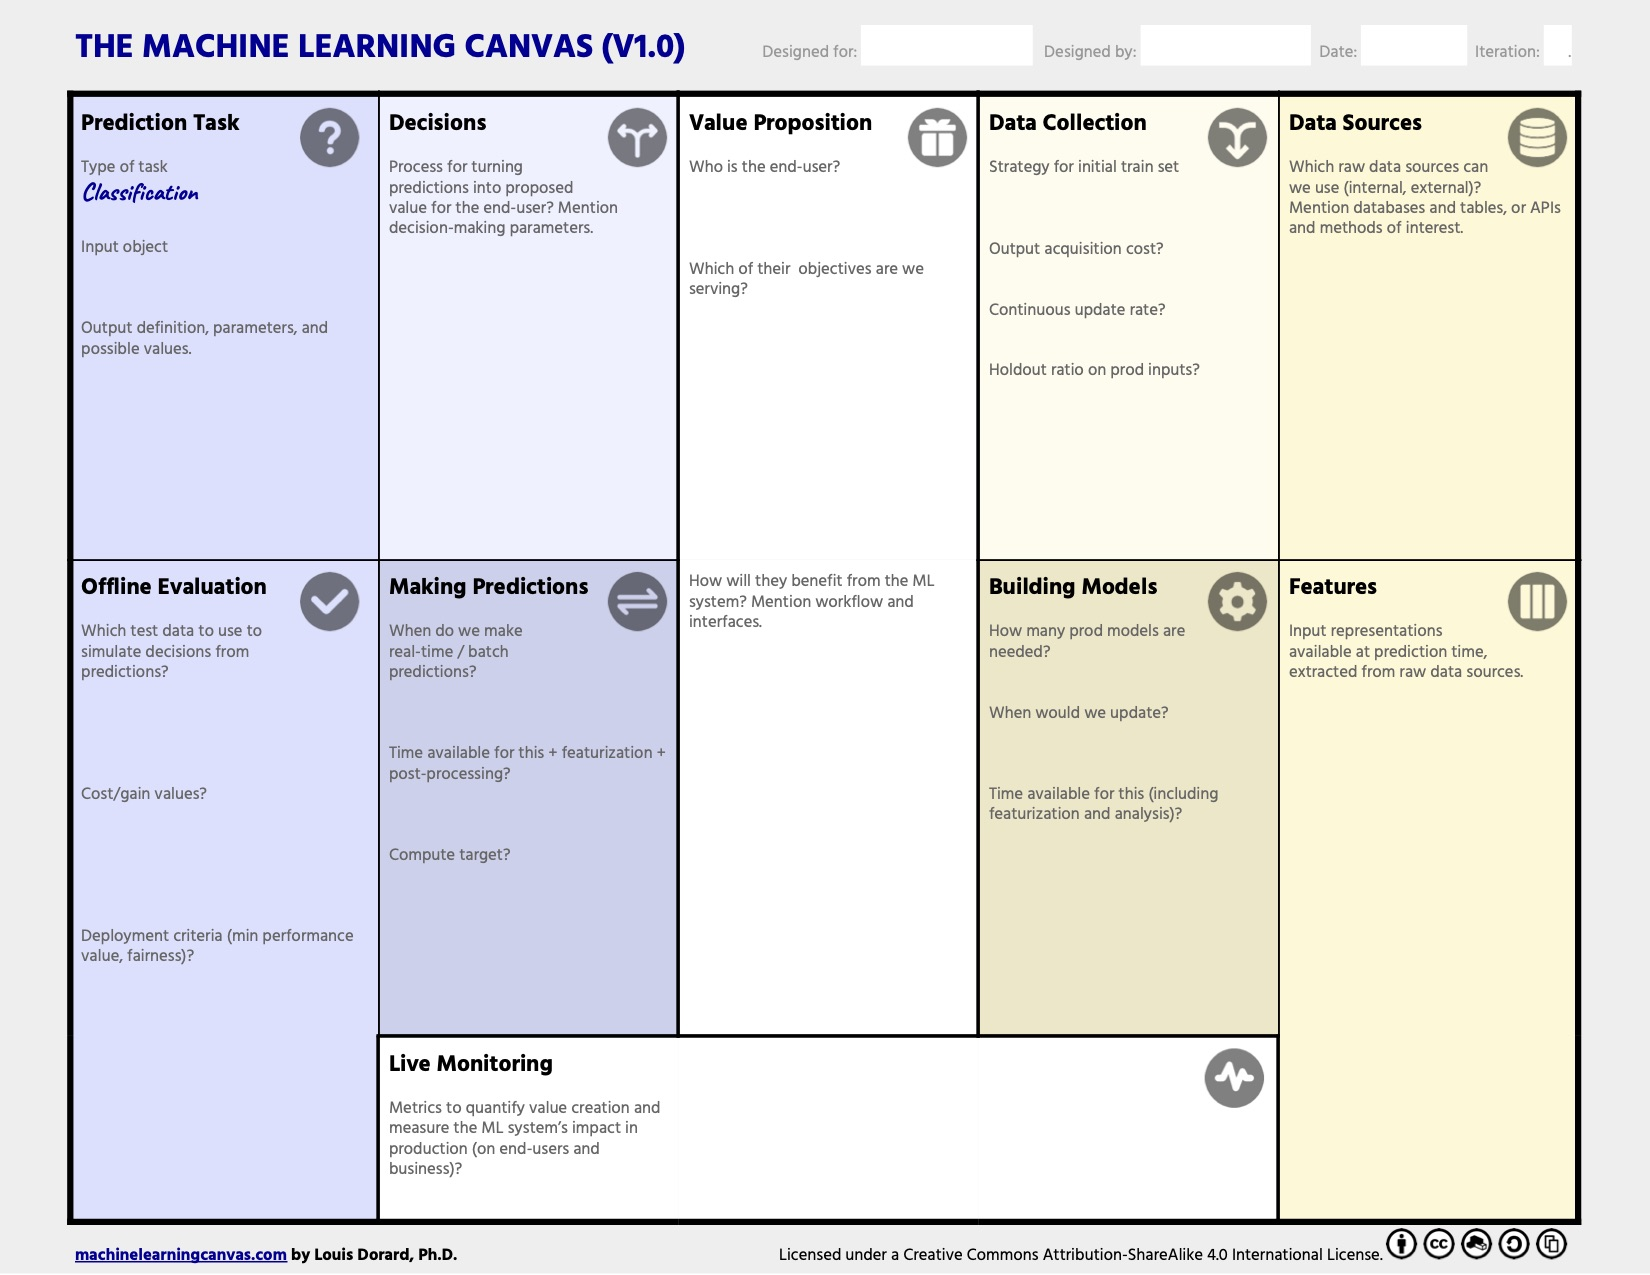 THE MACHINE LEARNING CANVAS (V1.0)
Designed for:
Designed by:
Date:
Iteration: .
Prediction Task
Type of task
Classification
Input object
Output definition, parameters, and
possible values.
Decisions
Process for turning
predictions into proposed
value for the end-user? Mention
decision-making parameters.
Value Proposition
Who is the end-user?
Which of their  objectives are we
serving?
How will they benefit from the ML
system? Mention workflow and
interfaces.
Data Collection
Strategy for initial train set
Output acquisition cost?
Continuous update rate?
Holdout ratio on prod inputs?
Data Sources
Which raw data sources can
we use (internal, external)?
Mention databases and tables, or APIs
and methods of interest.
Offline Evaluation
Which test data to use to
simulate decisions from
predictions?
Cost/gain values?
Deployment criteria (min performance
value, fairness)?
Making Predictions
When do we make
real-time / batch
predictions?
Time available for this + featurization +
post-processing?
Compute target?
Building Models
How many prod models are
needed?
When would we update?
Time available for this (including
featurization and analysis)?
Features
Input representations
available at prediction time,
extracted from raw data sources.
Live Monitoring
Metrics to quantify value creation and
measure the ML system’s impact in
production (on end-users and
business)?
machinelearningcanvas.com by Louis Dorard, Ph.D.
Licensed under a Creative Commons Attribution-ShareAlike 4.0 International License.